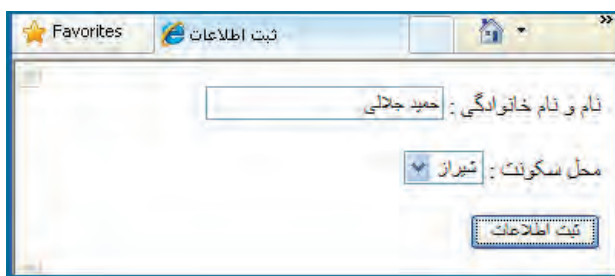 Favorites ثبت اطلاعات »
نام و نام خانوادگی : حمید جلالی
محل سکونت : شیراز
ثبت اطلاعات